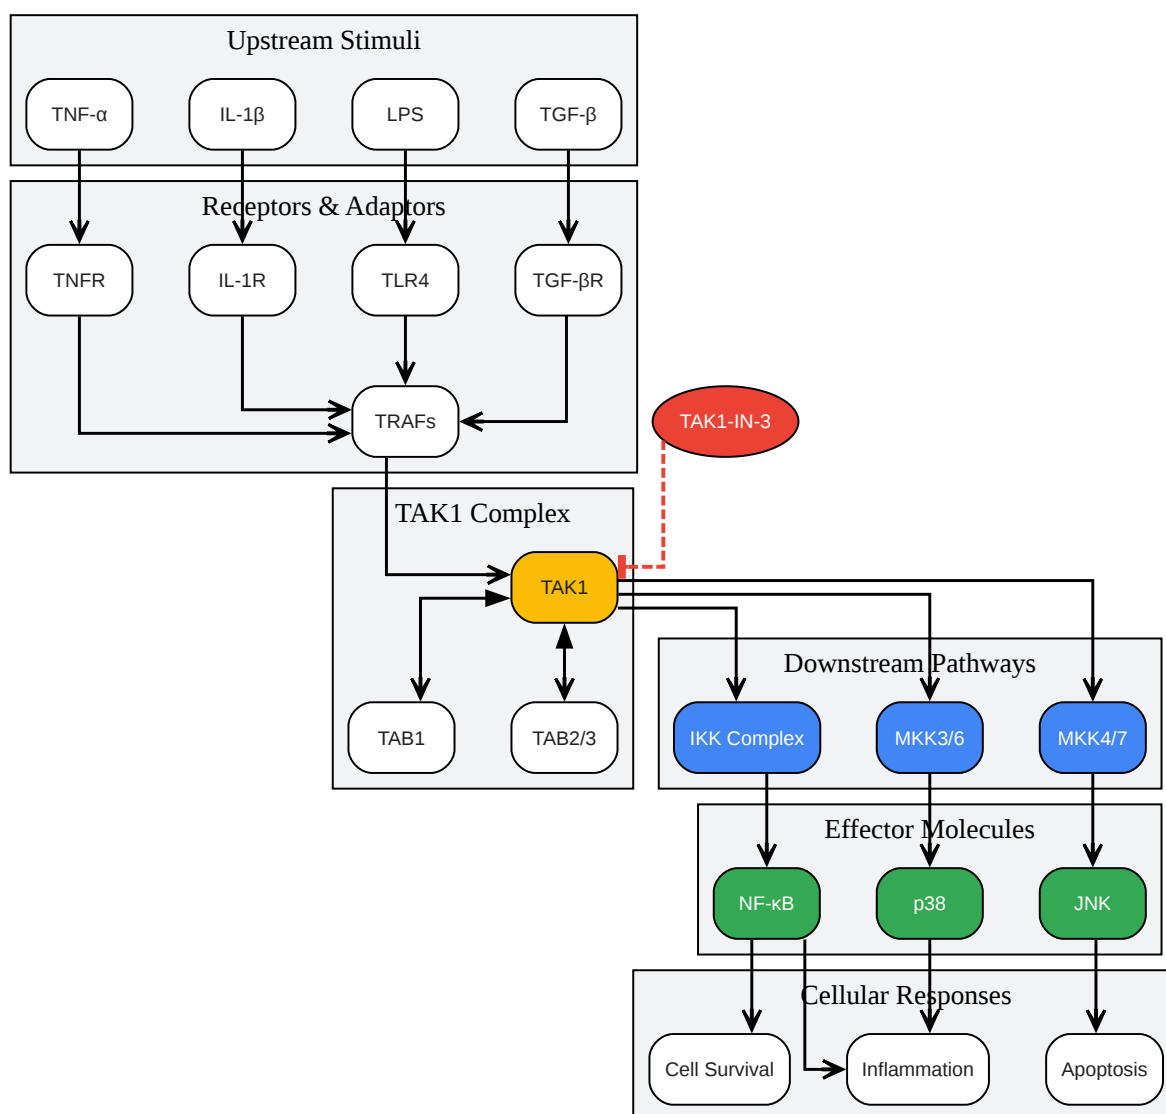 Upstream Stimuli
TNF-α
IL-1β
LPS
TGF-β
Receptors & Adaptors
TNFR
IL-1R
TLR4
TGF-βR
TRAFs
TAK1-IN-3
TAK1 Complex
TAK1
TAB1
TAB2/3
Downstream Pathways
IKK Complex
MKK3/6
MKK4/7
Effector Molecules
NF-κB
p38
JNK
Cellular Responses
Cell Survival
Inflammation
Apoptosis